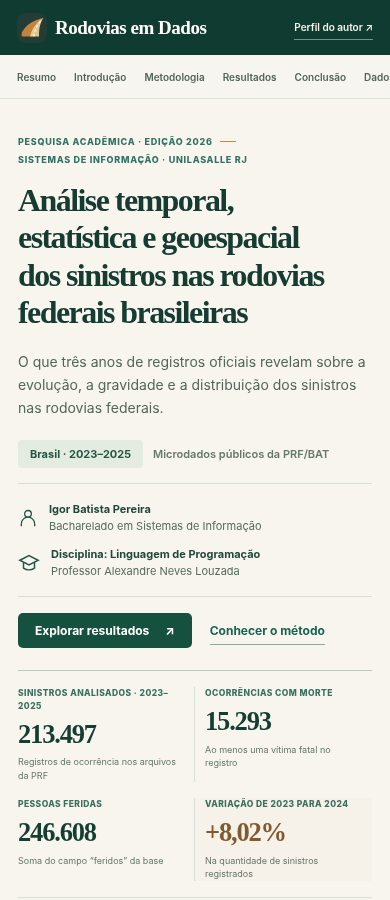 Rodovias em Dados
Perfil do autor ↗
Resumo Introdução Metodologia Resultados Conclusão Dado
PESQUISA ACADÊMICA · EDIÇÃO 2026 —
SISTEMAS DE INFORMAÇÃO · UNILASALLE RJ
Análise temporal,
estatística e geoespacial
dos sinistros nas rodovias
federais brasileiras
O que três anos de registros oficiais revelam sobre a
evolução, a gravidade e a distribuição dos sinistros
nas rodovias federais.
Brasil · 2023–2025 Microdados públicos da PRF/BAT
Igor Batista Pereira
Bacharelado em Sistemas de Informação
Disciplina: Linguagem de Programação
Professor Alexandre Neves Louzada
Explorar resultados ↗ Conhecer o método
SINISTROS ANALISADOS · 2023–
2025
213.497
Registros de ocorrência nos arquivos
da PRF
OCORRÊNCIAS COM MORTE
15.293
Ao menos uma vítima fatal no
registro
PESSOAS FERIDAS
246.608
Soma do campo “feridos” da base
VARIAÇÃO DE 2023 PARA 2024
+8,02%
Na quantidade de sinistros
registrados